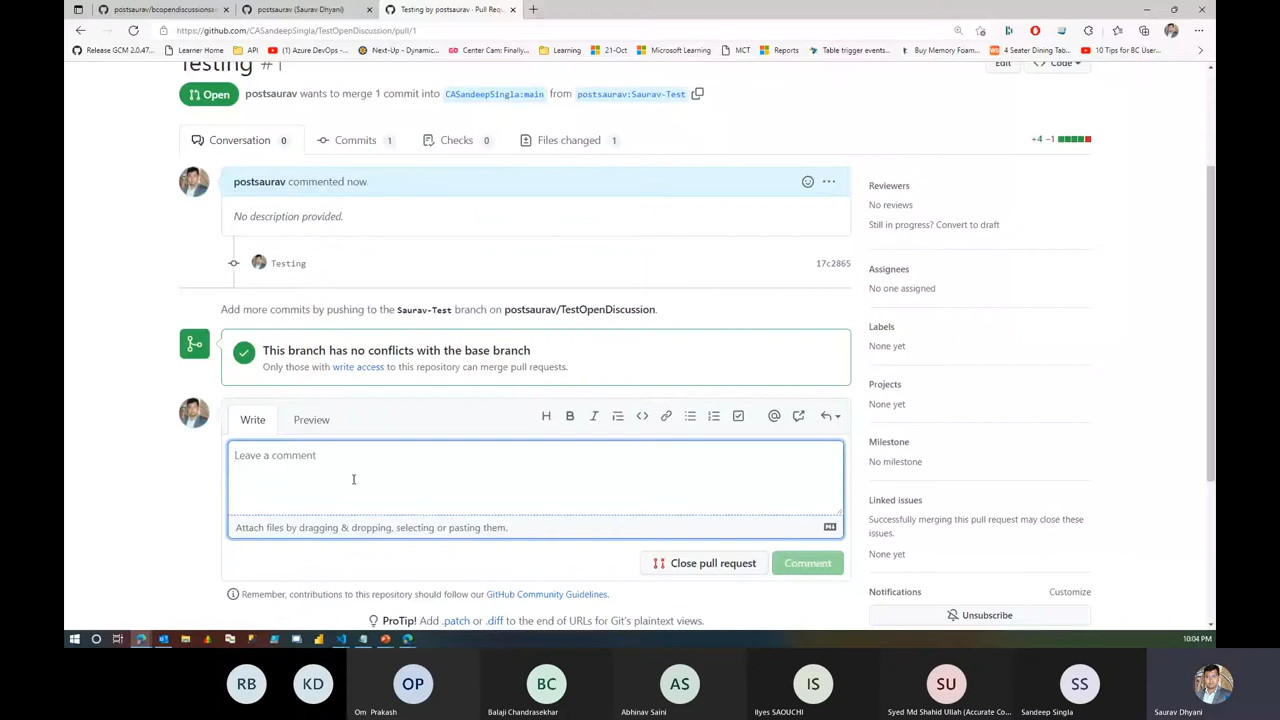 postsaurav/bcopendiscussions
postsaurav (Saurav Dhyani)
Testing by postsaurav · Pull Requ
https://github.com/CASandeepSingla/TestOpenDiscussion/pull/1
Release GCM 2.0.47...
Learner Home
API
(1) Azure DevOps -...
Next-Up - Dynamic...
Center Cam: Finally...
Learning
21-Oct
Microsoft Learning
MCT
Reports
Table trigger events...
Buy Memory Foam...
4 Seater Dining Tab...
10 Tips for BC User...
Testing #1
Edit
Code
Open
postsaurav wants to merge 1 commit into CASandeepSingla:main from postsaurav:Saurav-Test
Conversation 0
Commits 1
Checks 0
Files changed 1
+4 −1
postsaurav commented now
No description provided.
Testing
17c2865
Add more commits by pushing to the Saurav-Test branch on postsaurav/TestOpenDiscussion.
This branch has no conflicts with the base branch
Only those with write access to this repository can merge pull requests.
Write
Preview
Leave a comment
Attach files by dragging & dropping, selecting or pasting them.
Close pull request
Comment
Remember, contributions to this repository should follow our GitHub Community Guidelines.
ProTip! Add .patch or .diff to the end of URLs for Git's plaintext views.
Reviewers
No reviews
Still in progress? Convert to draft
Assignees
No one assigned
Labels
None yet
Projects
None yet
Milestone
No milestone
Linked issues
Successfully merging this pull request may close these
issues.
None yet
Notifications
Customize
Unsubscribe
10:04 PM
RB
KD
OP
BC
AS
IS
SU
SS
Om Prakash
Balaji Chandrasekhar
Abhinav Saini
Ilyes SAOUCHI
Syed Md Shahid Ullah (Accurate Co...
Sandeep Singla
Saurav Dhyani